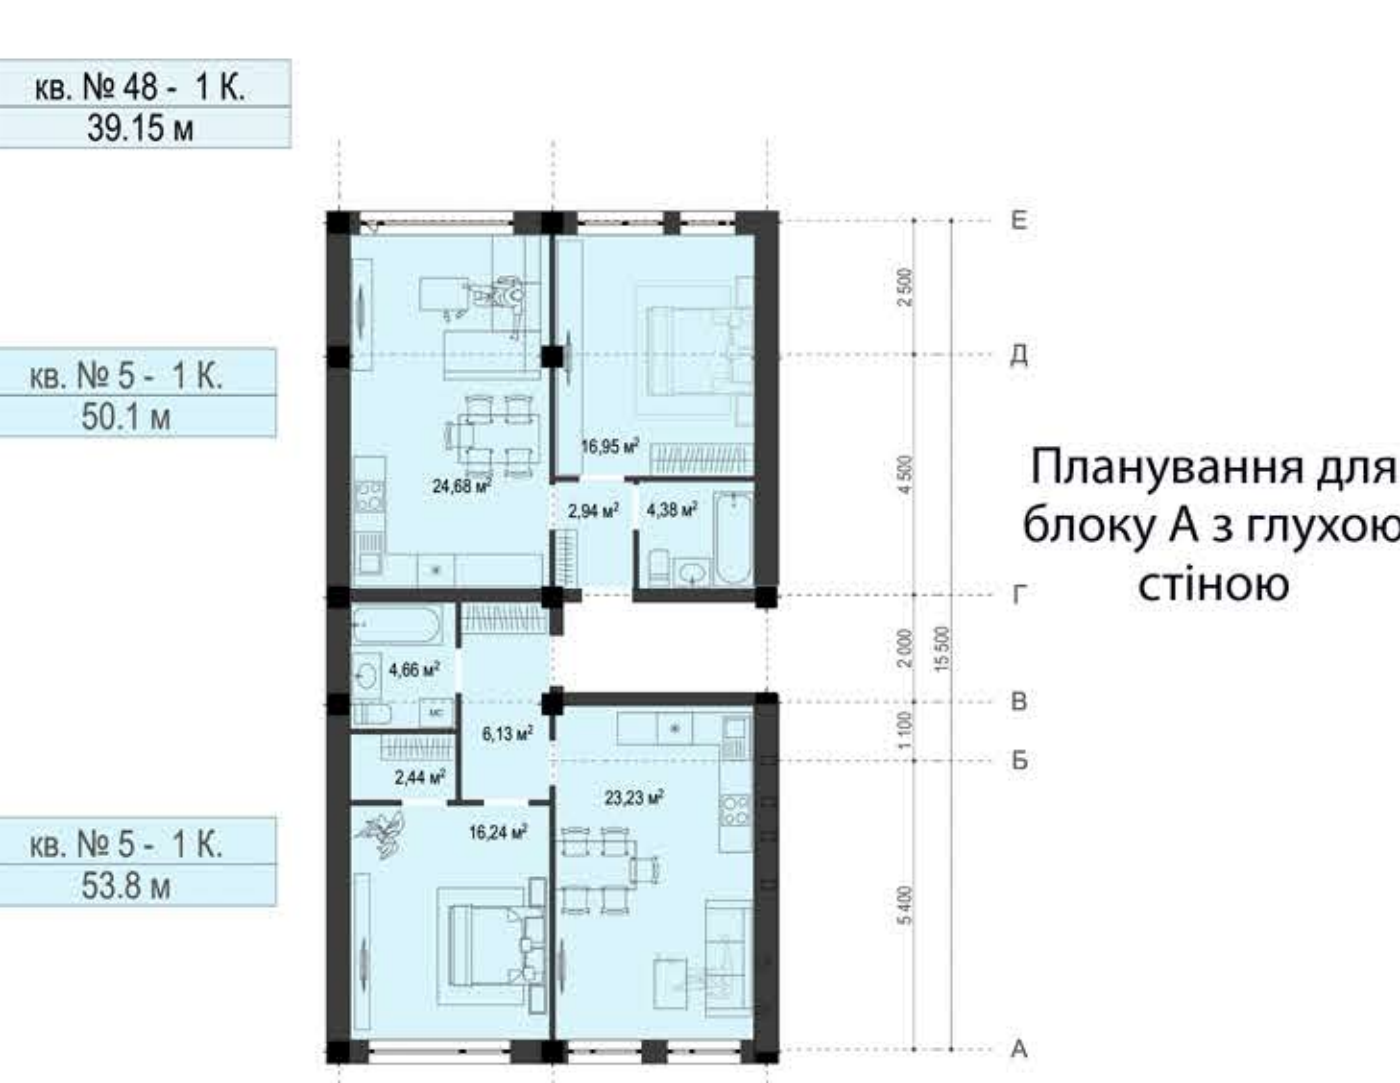 кв. № 48 - 1 К.
39.15 м
кв. № 5 - 1 К.
50.1 м
кв. № 5 - 1 К.
53.8 м
16,95 м²
24,68 м²
2,94 м²
4,38 м²
4,66 м²
мс
6,13 м²
2,44 м²
23,23 м²
16,24 м²
Е
2 500
Д
4 500
Г
2 000
15 500
В
1 100
Б
5 400
А
Планування для
блоку А з глухою
стіною